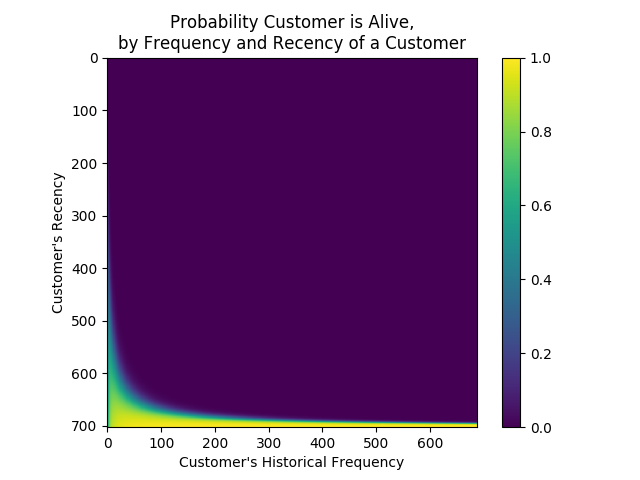 Probability Customer is Alive,
by Frequency and Recency of a Customer
0
100
200
300
400
500
600
700
Customer's Recency
0 100 200 300 400 500 600
Customer's Historical Frequency
1.0
0.8
0.6
0.4
0.2
0.0